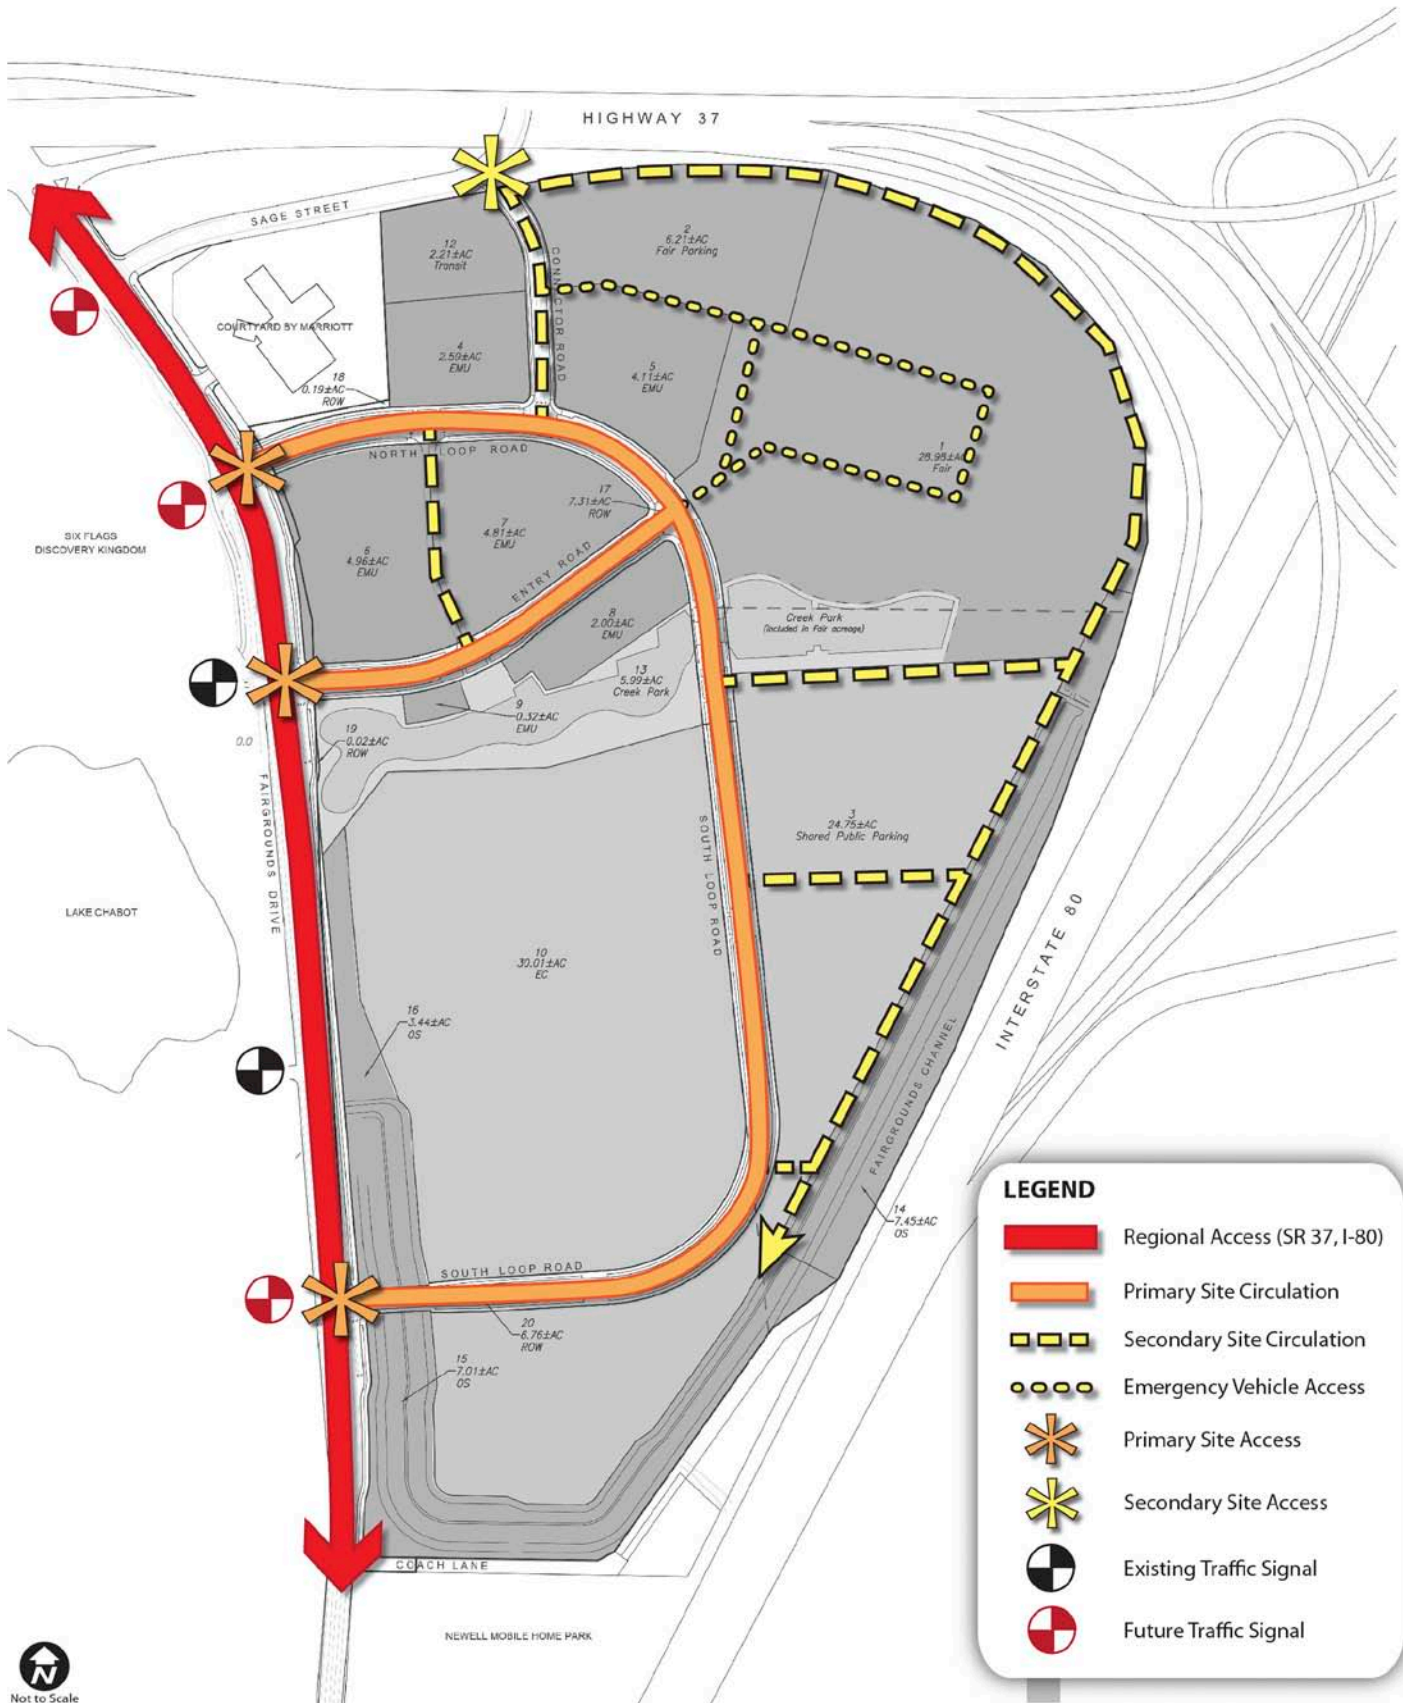 HIGHWAY 37
SAGE STREET
12
2.21±AC
Transit
CONNECTOR ROAD
2
6.21±AC
Fair Parking
COURTYARD BY MARRIOTT
4
2.59±AC
EMU
5
4.11±AC
EMU
18
0.19±AC
ROW
1
28.98±AC
Fair
NORTH LOOP ROAD
17
7.31±AC
ROW
SIX FLAGS
DISCOVERY KINGDOM
6
4.96±AC
EMU
7
4.81±AC
EMU
ENTRY ROAD
8
2.00±AC
EMU
Creek Park
(included in Fair acreage)
13
5.99±AC
Creek Park
9
0.32±AC
EMU
19
0.02±AC
ROW
0.0
FAIRGROUNDS DRIVE
SOUTH LOOP ROAD
3
24.75±AC
Shared Public Parking
LAKE CHABOT
10
30.01±AC
EC
INTERSTATE 80
16
3.44±AC
OS
FAIRGROUNDS CHANNEL
14
7.45±AC
OS
SOUTH LOOP ROAD
20
6.76±AC
ROW
15
7.01±AC
OS
COACH LANE
NEWELL MOBILE HOME PARK
LEGEND
Regional Access (SR 37, I-80)
Primary Site Circulation
Secondary Site Circulation
Emergency Vehicle Access
Primary Site Access
Secondary Site Access
Existing Traffic Signal
Future Traffic Signal
N
Not to Scale